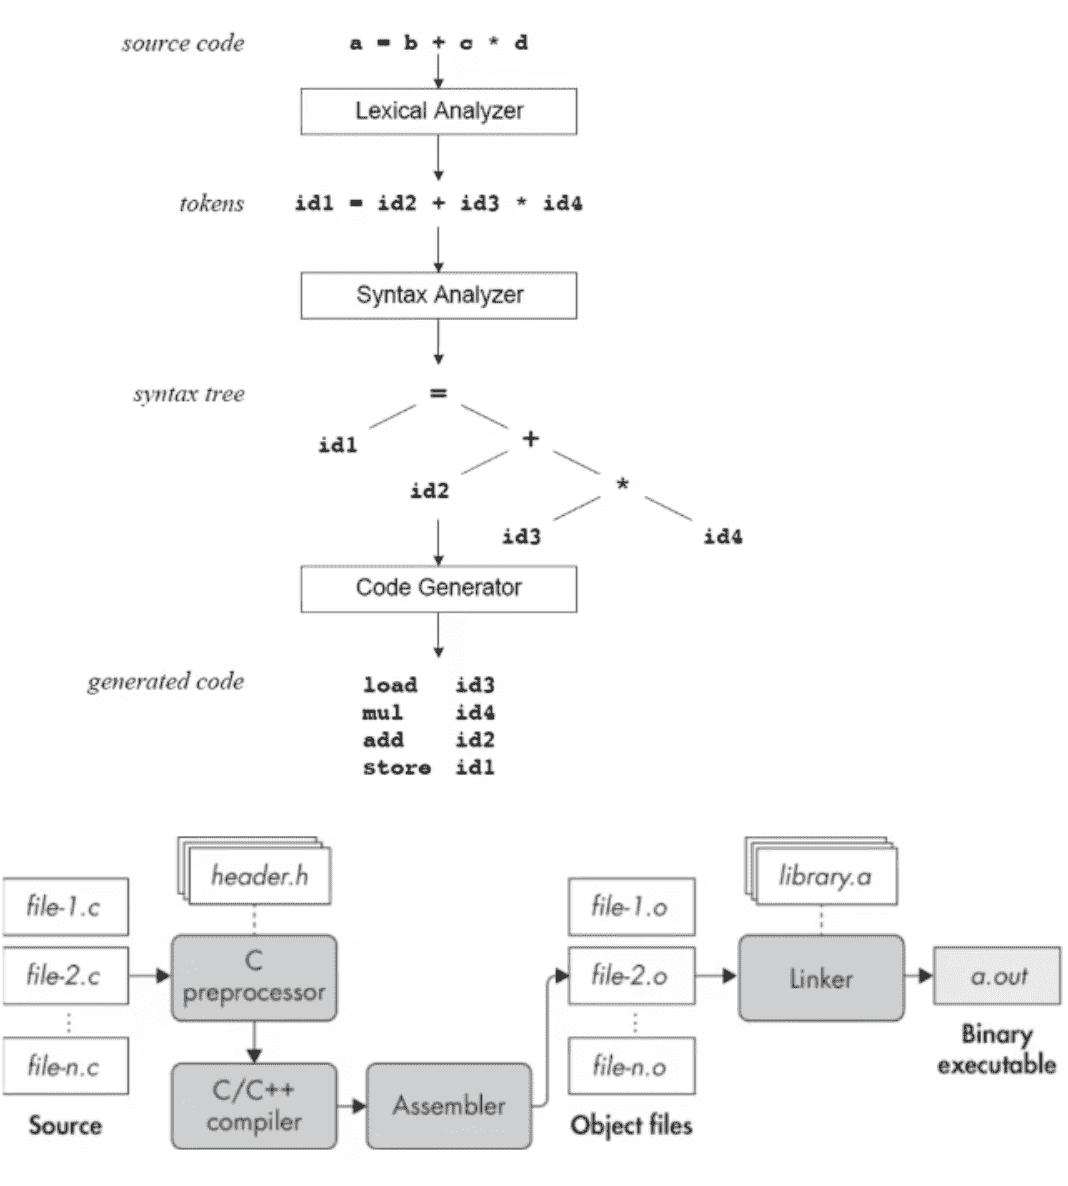 source code a = b + c * d
Lexical Analyzer
tokens id1 = id2 + id3 * id4
Syntax Analyzer
syntax tree =
id1 +
id2 *
id3 id4
Code Generator
generated code load id3
mul id4
add id2
store id1
header.h
library.a
file-1.c
file-1.o
C
preprocessor
file-2.c
file-2.o
Linker
a.out
Binary
executable
file-n.c
file-n.o
C/C++
compiler
Assembler
Source
Object files